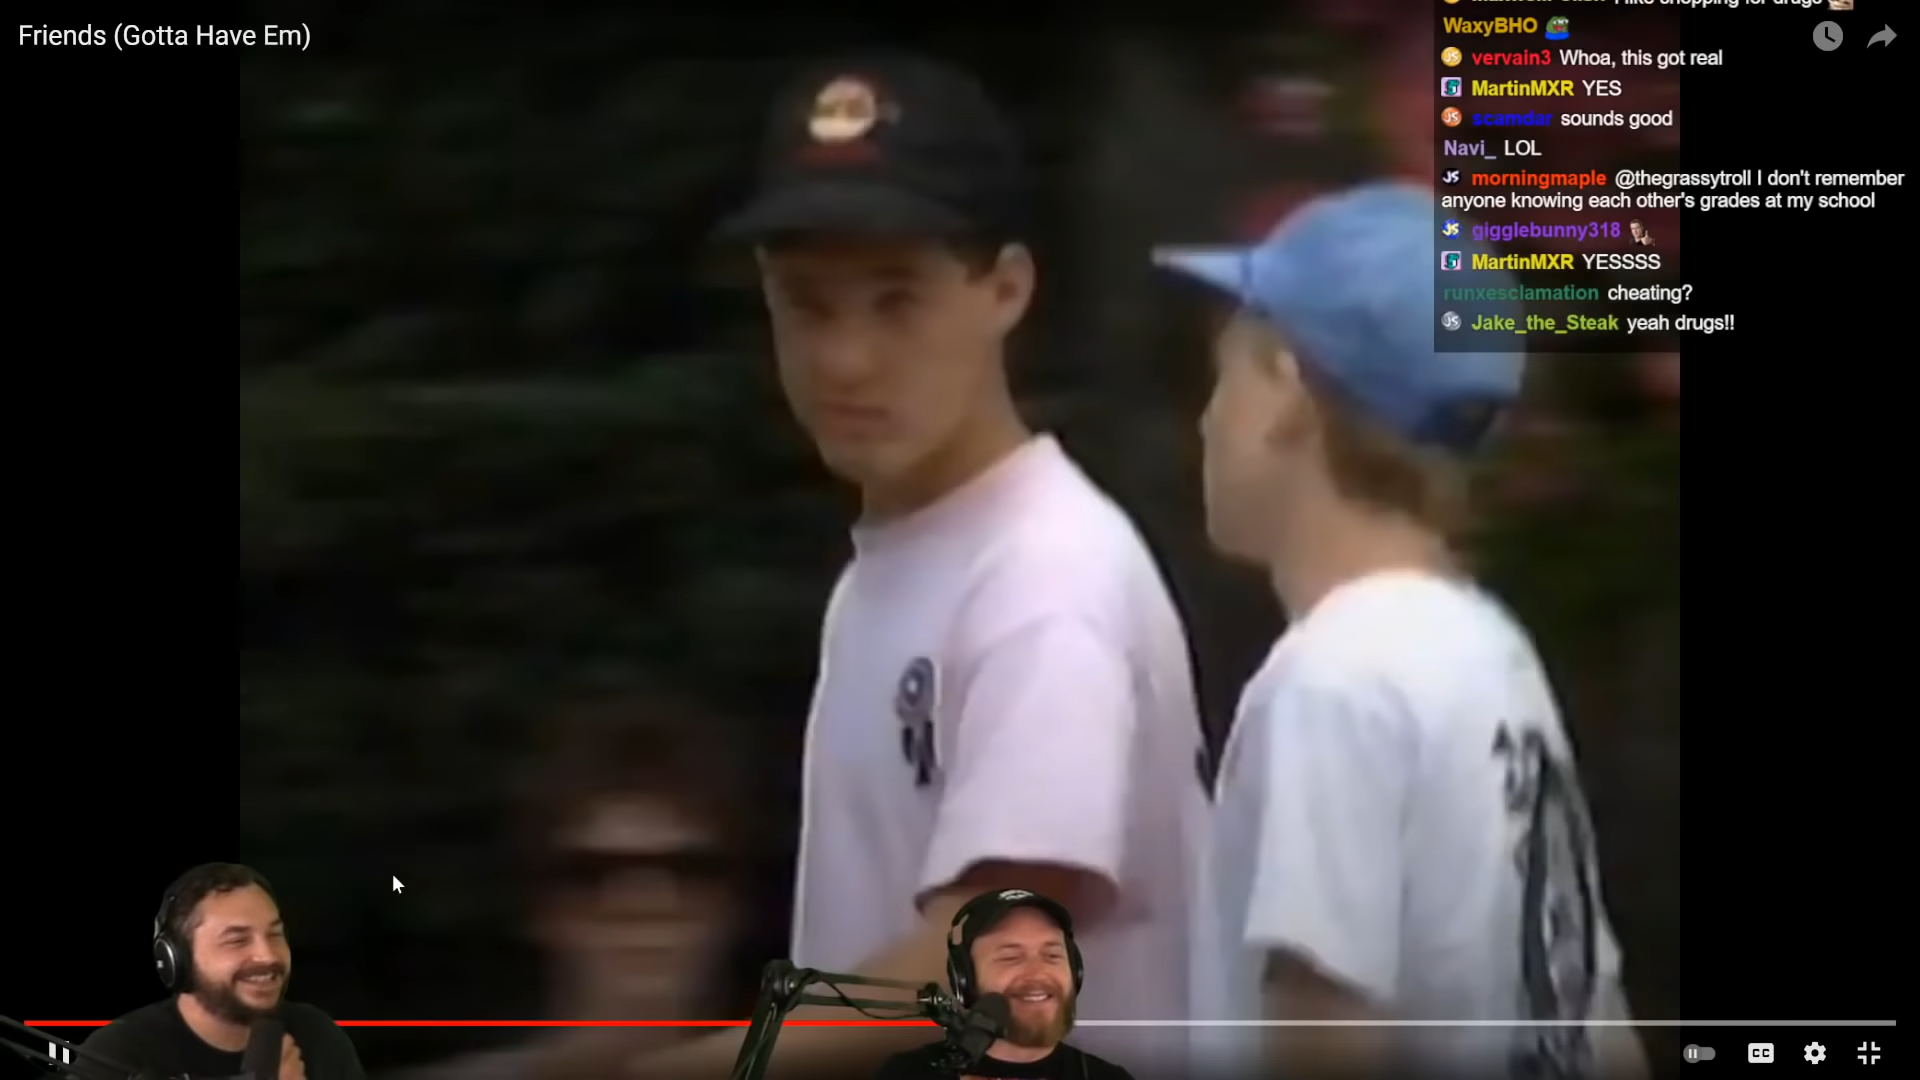 Friends (Gotta Have Em)
WaxyBHO
vervain3 Whoa, this got real
MartinMXR YES
scamdar sounds good
Navi_ LOL
morningmaple @thegrassytroll I don't remember
anyone knowing each other's grades at my school
gigglebunny318
MartinMXR YESSSS
runxesclamation cheating?
Jake_the_Steak yeah drugs!!
CC